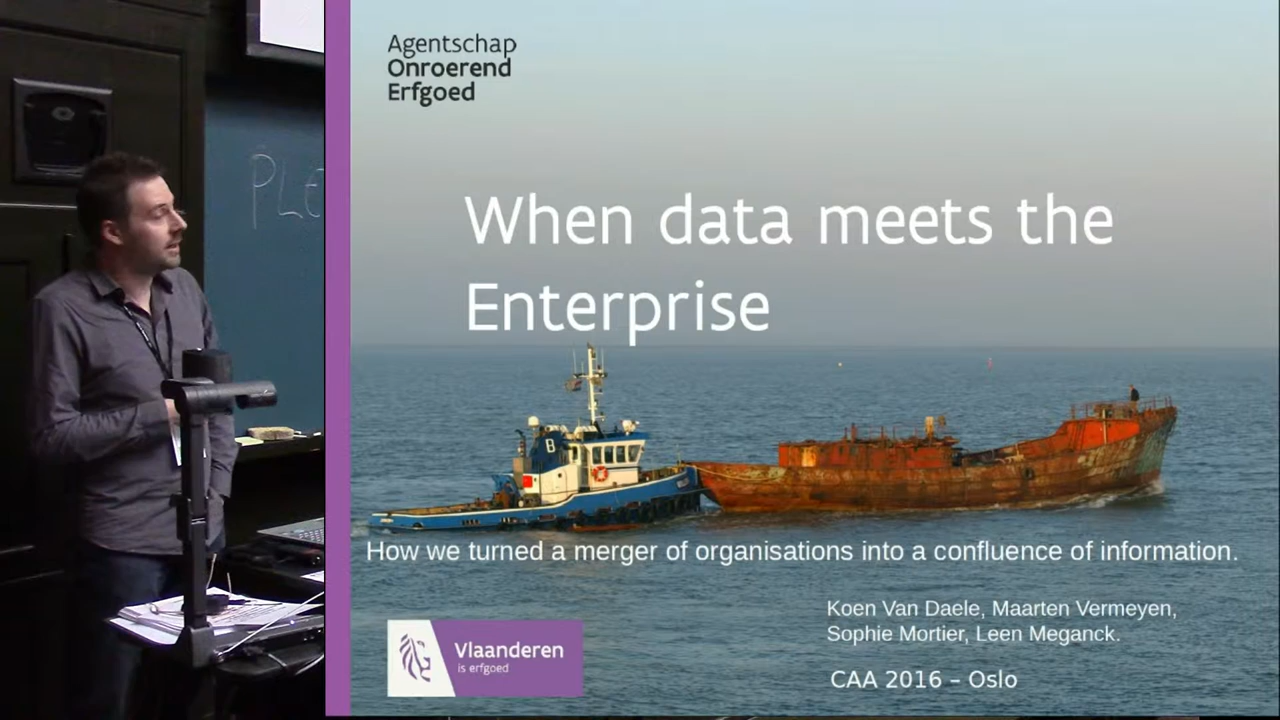 Agentschap
Onroerend
Erfgoed
PLE
When data meets the
Enterprise
B
How we turned a merger of organisations into a confluence of information.
Koen Van Daele, Maarten Vermeyen,
Sophie Mortier, Leen Meganck.
Vlaanderen
is erfgoed
CAA 2016 – Oslo